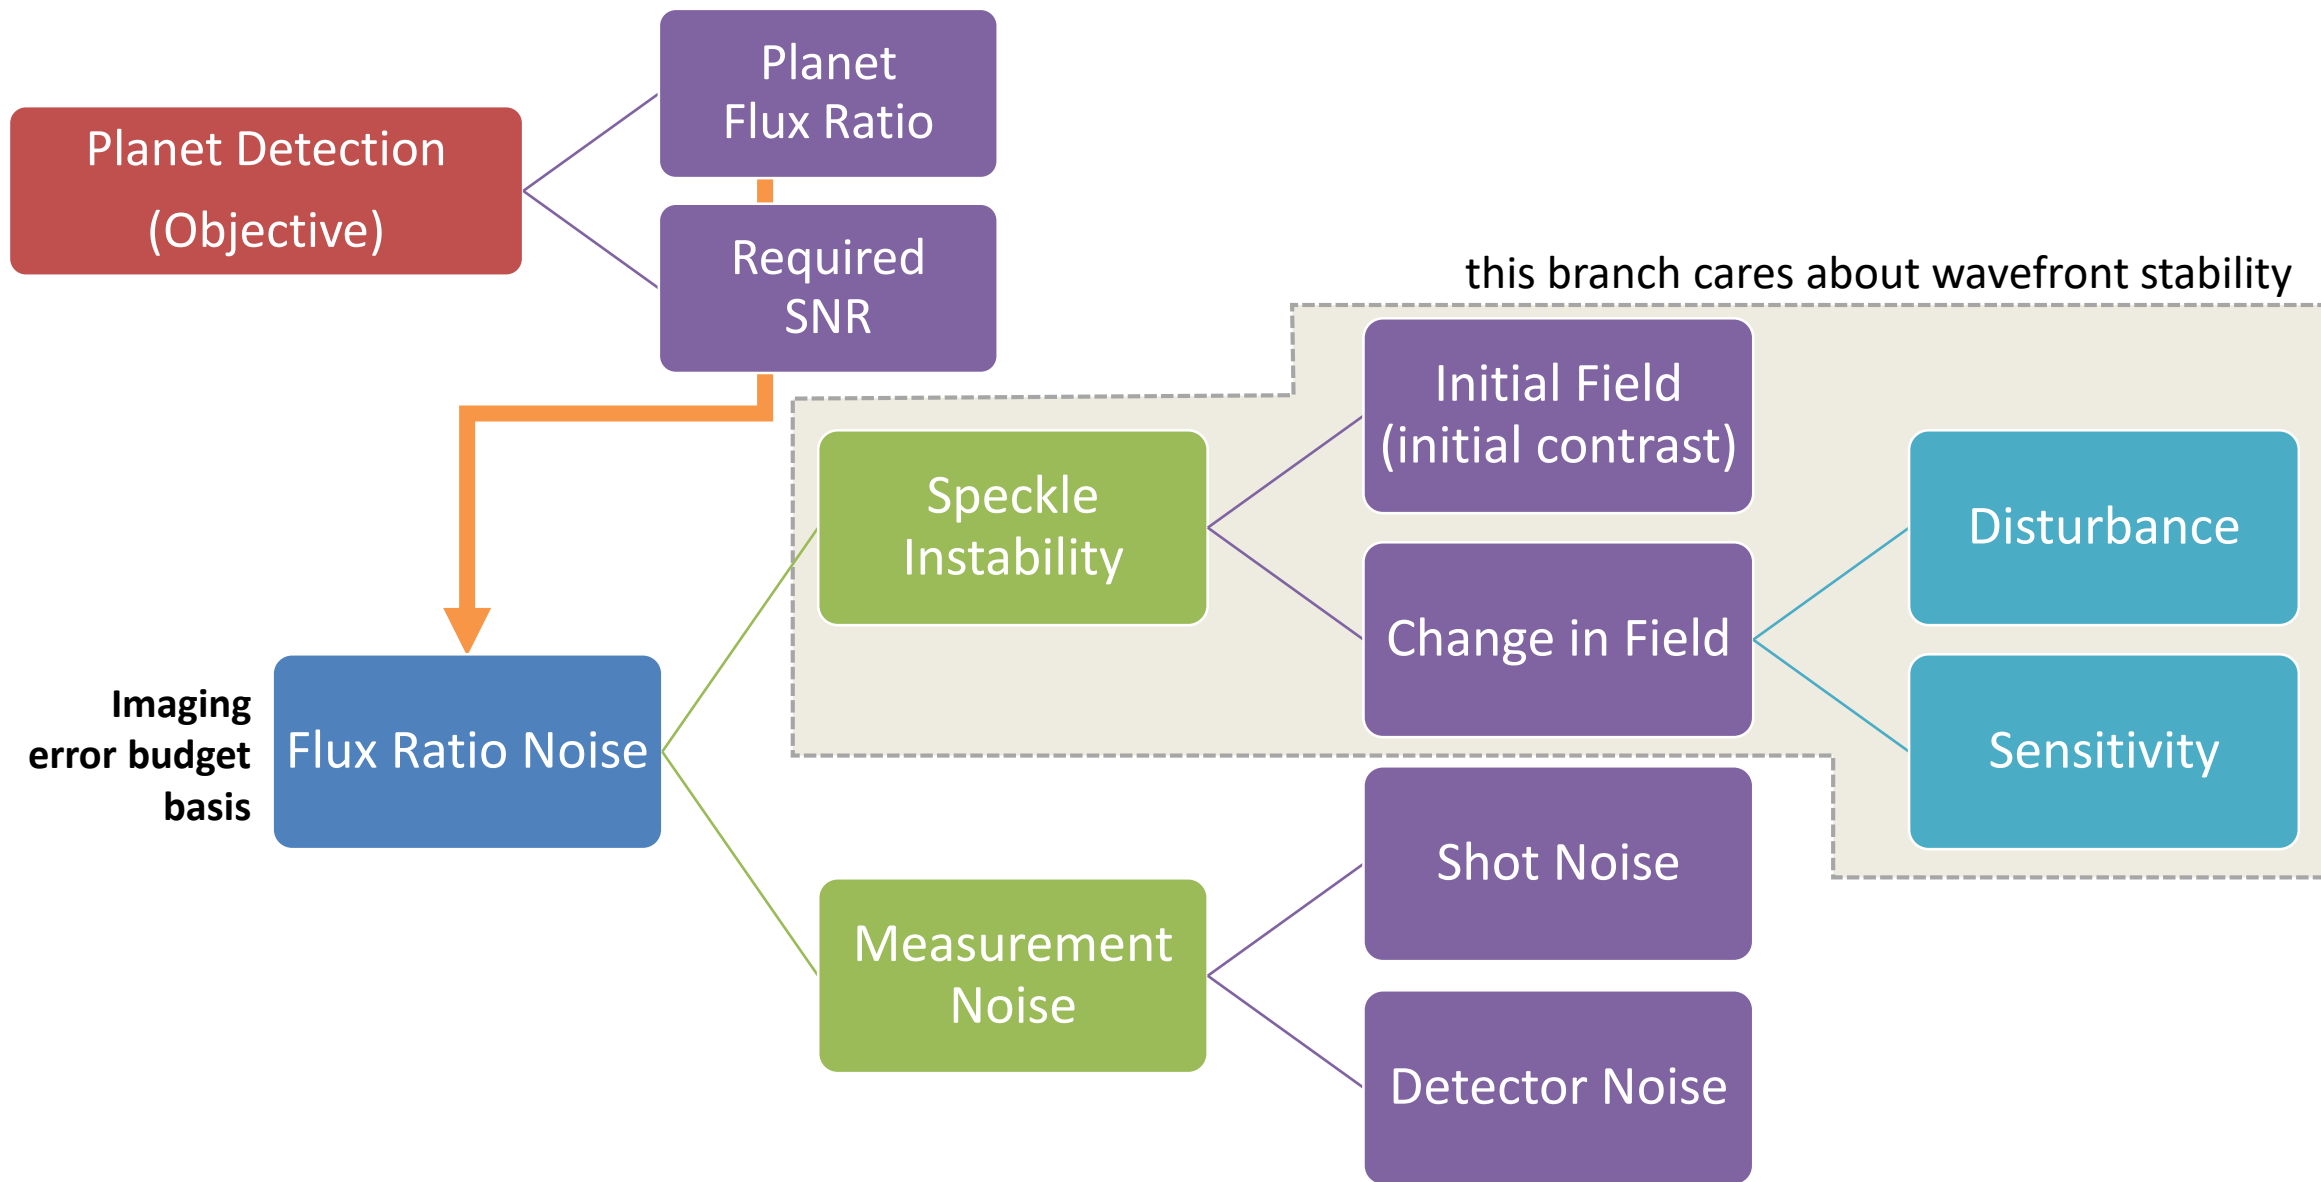 Planet
Flux Ratio
Planet Detection
(Objective)
Required
SNR
this branch cares about wavefront stability
Initial Field
(initial contrast)
Speckle
Instability
Disturbance
Change in Field
Imaging
error budget
basis
Flux Ratio Noise
Sensitivity
Shot Noise
Measurement
Noise
Detector Noise